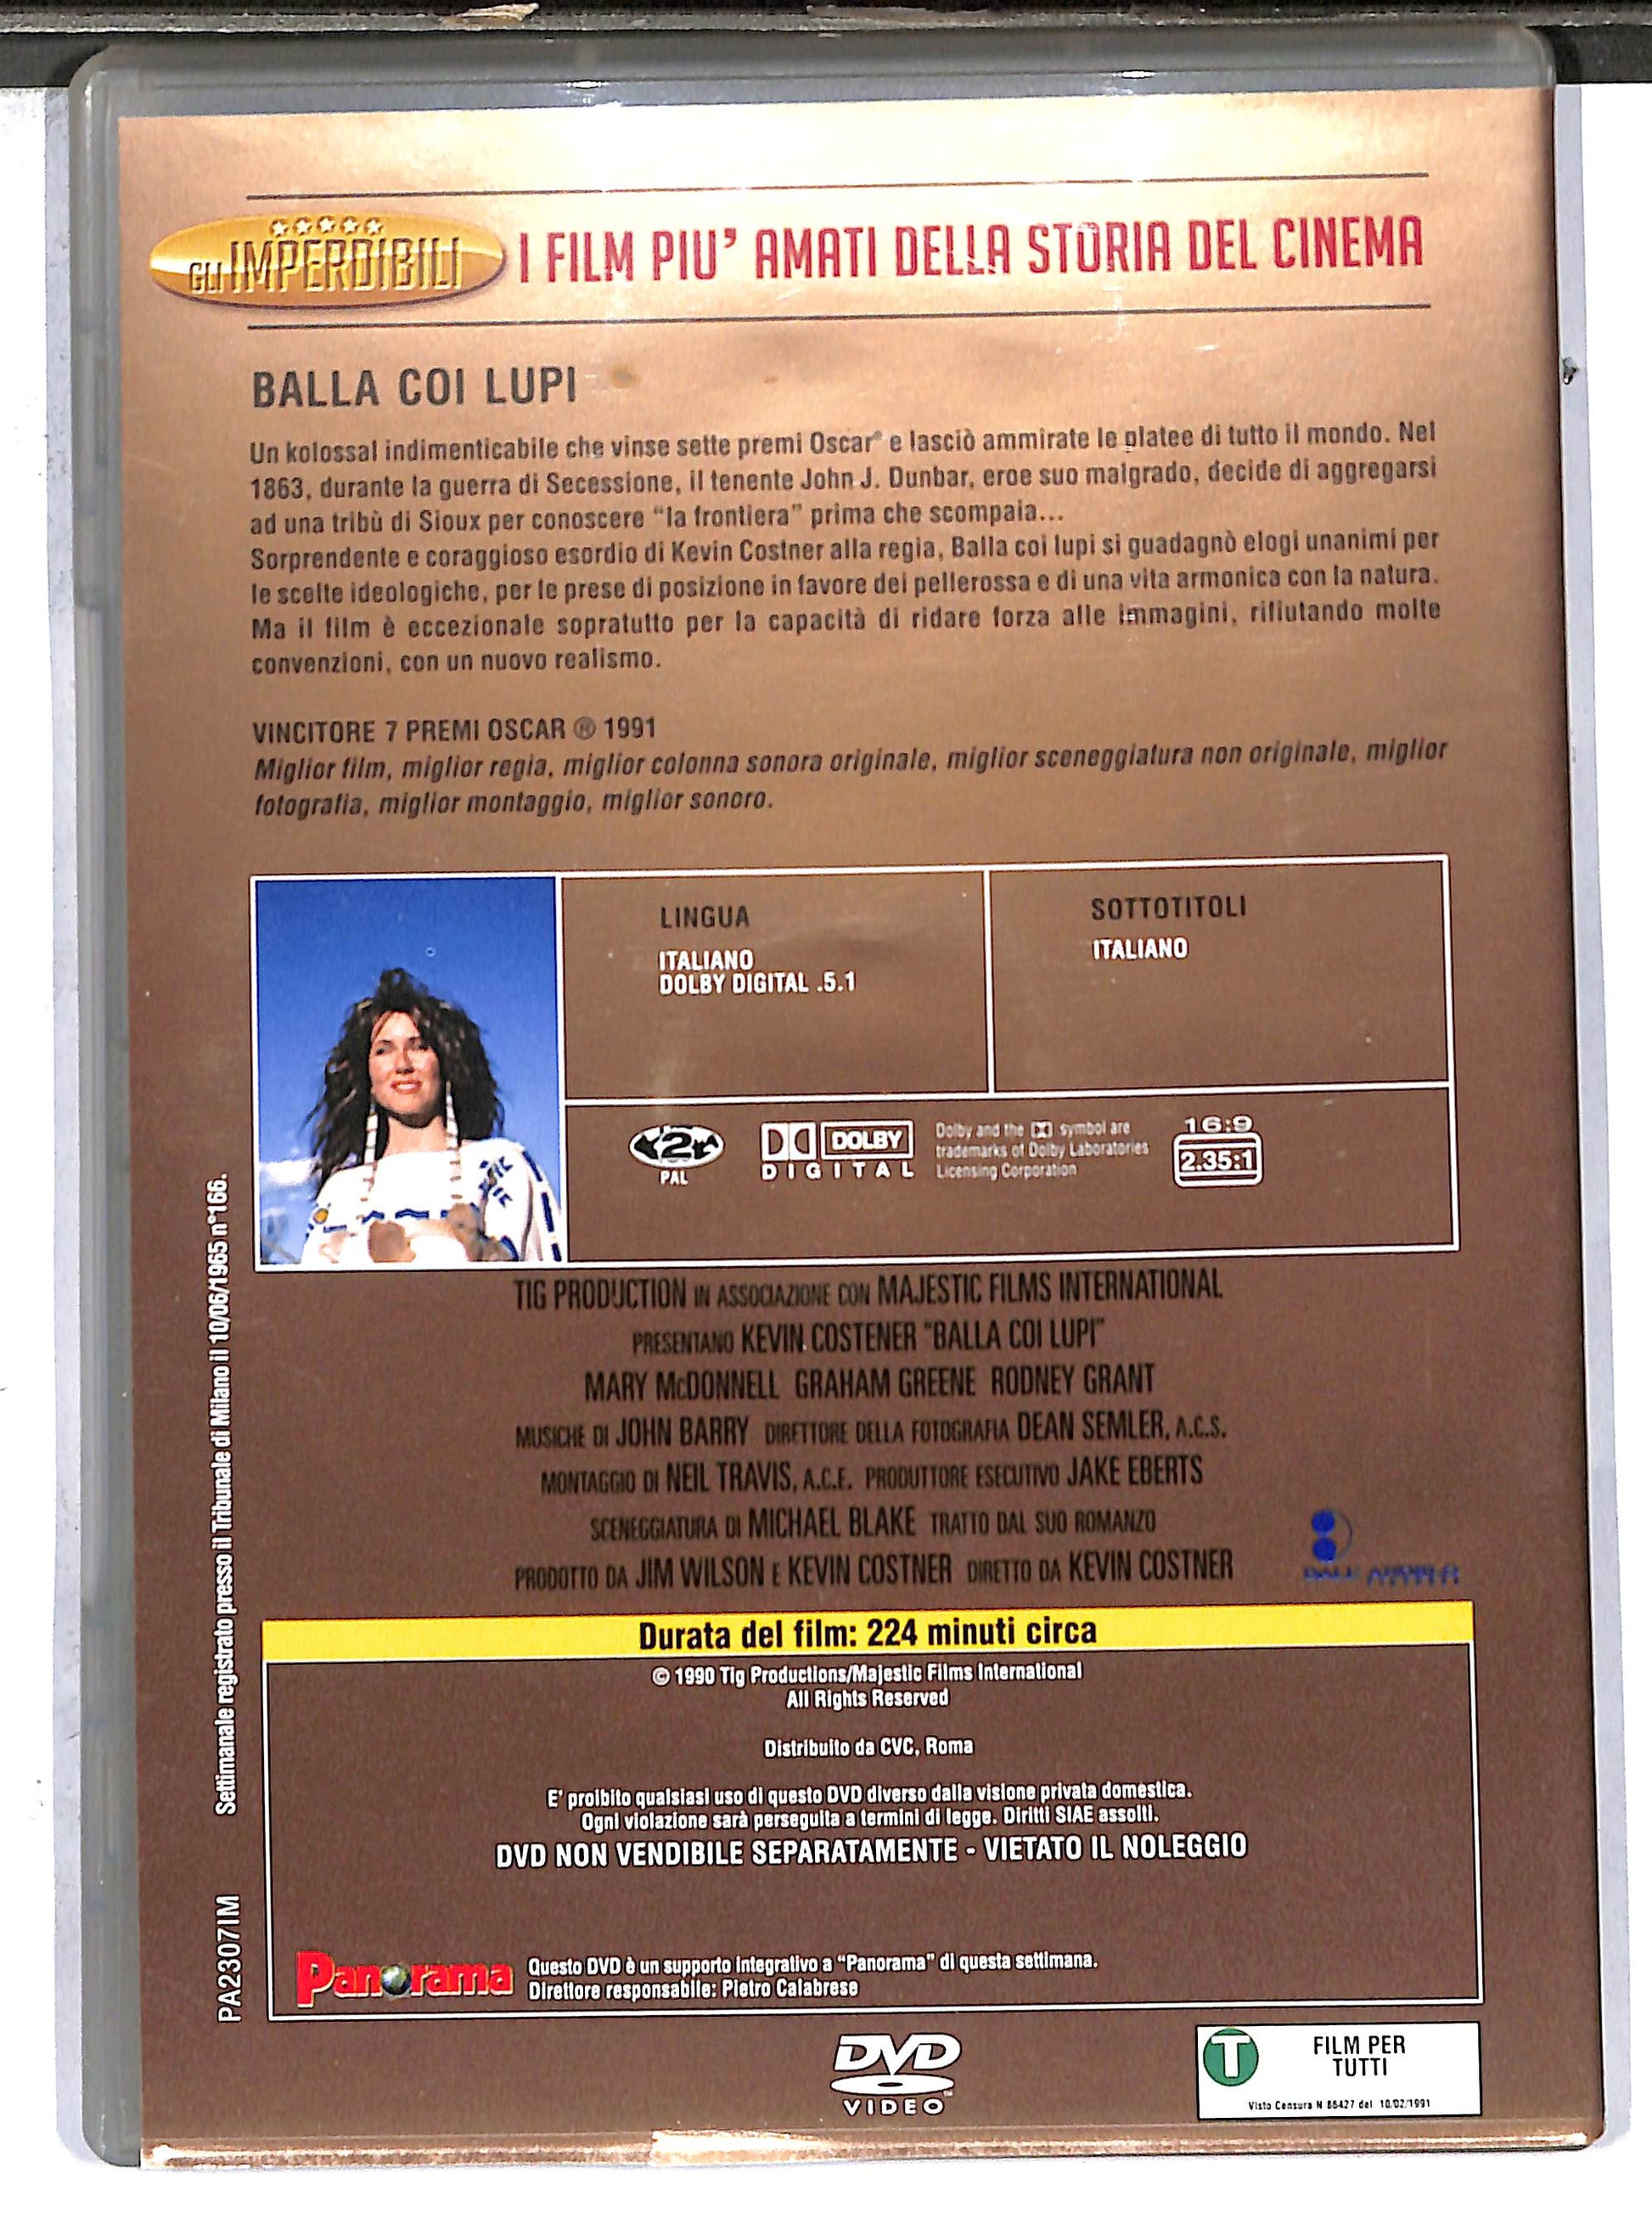 GLI IMPERDIBILI
I FILM PIU' AMATI DELLA STORIA DEL CINEMA
BALLA COI LUPI
Un kolossal indimenticabile che vinse sette premi Oscar® e lasciò ammirate le platee di tutto il mondo. Nel
1863, durante la guerra di Secessione, il tenente John J. Dunbar, eroe suo malgrado, decide di aggregarsi
ad una tribù di Sioux per conoscere "la frontiera" prima che scompaia...
Sorprendente e coraggioso esordio di Kevin Costner alla regia, Balla coi lupi si guadagnò elogi unanimi per
le scelte ideologiche, per le prese di posizione in favore dei pellerossa e di una vita armonica con la natura.
Ma il film è eccezionale sopratutto per la capacità di ridare forza alle immagini, rifiutando molte
convenzioni, con un nuovo realismo.
VINCITORE 7 PREMI OSCAR ® 1991
Miglior film, miglior regia, miglior colonna sonora originale, miglior sceneggiatura non originale, miglior
fotografia, miglior montaggio, miglior sonoro.
LINGUA
ITALIANO
DOLBY DIGITAL .5.1
SOTTOTITOLI
ITALIANO
2
PAL
DOLBY
DIGITAL
Dolby and the symbol are
trademarks of Dolby Laboratories
Licensing Corporation
16:9
2.35:1
TIG PRODUCTION IN ASSOCIAZIONE CON MAJESTIC FILMS INTERNATIONAL
PRESENTANO KEVIN COSTENER "BALLA COI LUPI"
MARY McDONNELL GRAHAM GREENE RODNEY GRANT
MUSICHE DI JOHN BARRY DIRETTORE DELLA FOTOGRAFIA DEAN SEMLER, A.C.S.
MONTAGGIO DI NEIL TRAVIS, A.C.E. PRODUTTORE ESECUTIVO JAKE EBERTS
SCENEGGIATURA DI MICHAEL BLAKE TRATTO DAL SUO ROMANZO
PRODOTTO DA JIM WILSON E KEVIN COSTNER DIRETTO DA KEVIN COSTNER
Durata del film: 224 minuti circa
© 1990 Tig Productions/Majestic Films International
All Rights Reserved
Distribuito da CVC, Roma
E' proibito qualsiasi uso di questo DVD diverso dalla visione privata domestica.
Ogni violazione sarà perseguita a termini di legge. Diritti SIAE assolti.
DVD NON VENDIBILE SEPARATAMENTE - VIETATO IL NOLEGGIO
Panorama
Questo DVD è un supporto integrativo a "Panorama" di questa settimana.
Direttore responsabile: Pietro Calabrese
DVD
VIDEO
T
FILM PER
TUTTI
Visto Censura N 86427 del 10/02/1991
Settimanale registrato presso il Tribunale di Milano il 10/06/1965 n°166.
PA2307IM